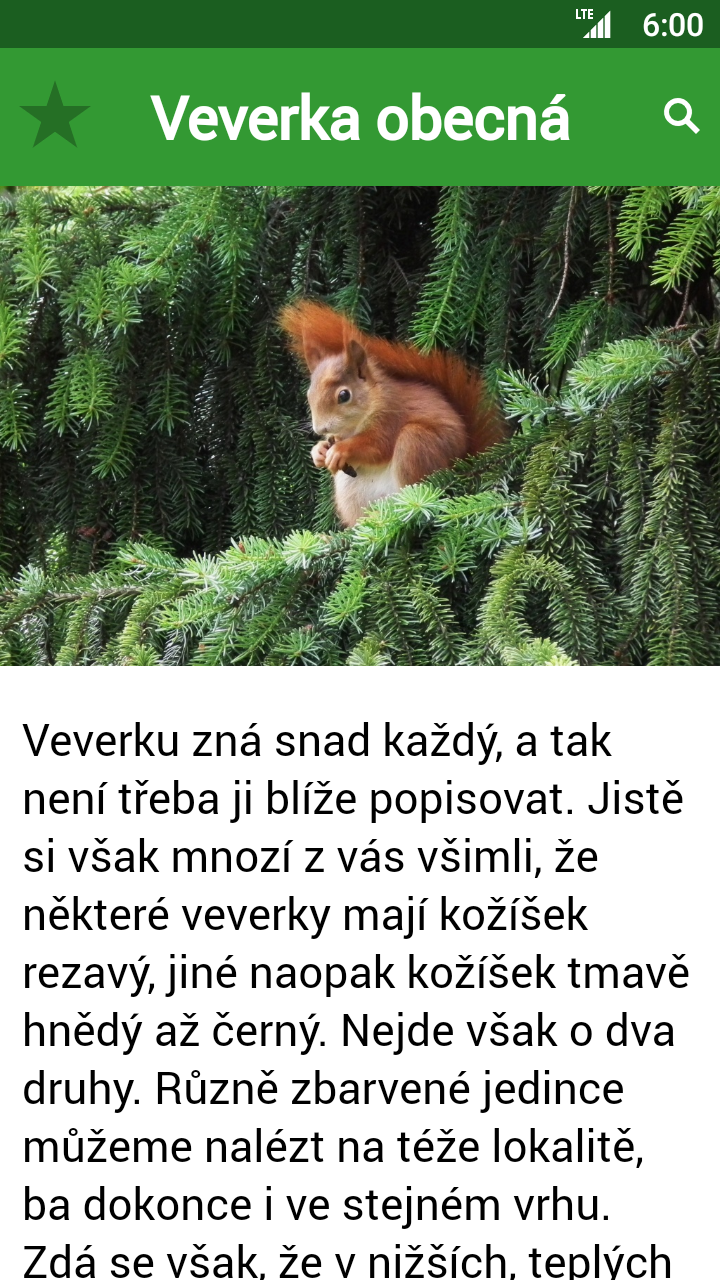 LTE 6:00
Veverka obecná
Veverku zná snad každý, a tak
není třeba ji blíže popisovat. Jistě
si však mnozí z vás všimli, že
některé veverky mají kožíšek
rezavý, jiné naopak kožíšek tmavě
hnědý až černý. Nejde však o dva
druhy. Různě zbarvené jedince
můžeme nalézt na téže lokalitě,
ba dokonce i ve stejném vrhu.
Zdá se však, že v nižších, teplých